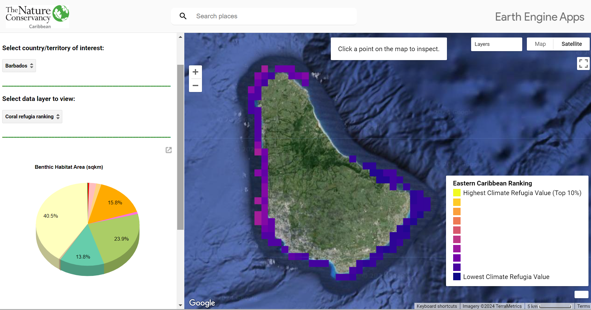 The Nature
Conservancy
Caribbean
Search places
Earth Engine Apps
Select country/territory of interest:
Barbados
Select data layer to view:
Coral refugia ranking
Benthic Habitat Area (sqkm)
15.8%
40.5%
23.9%
13.8%
Click a point on the map to inspect.
Layers
Map
Satellite
+
−
Eastern Caribbean Ranking
Highest Climate Refugia Value (Top 10%)
Lowest Climate Refugia Value
Google
Keyboard shortcuts
Imagery ©2024 TerraMetrics
5 km
Terms